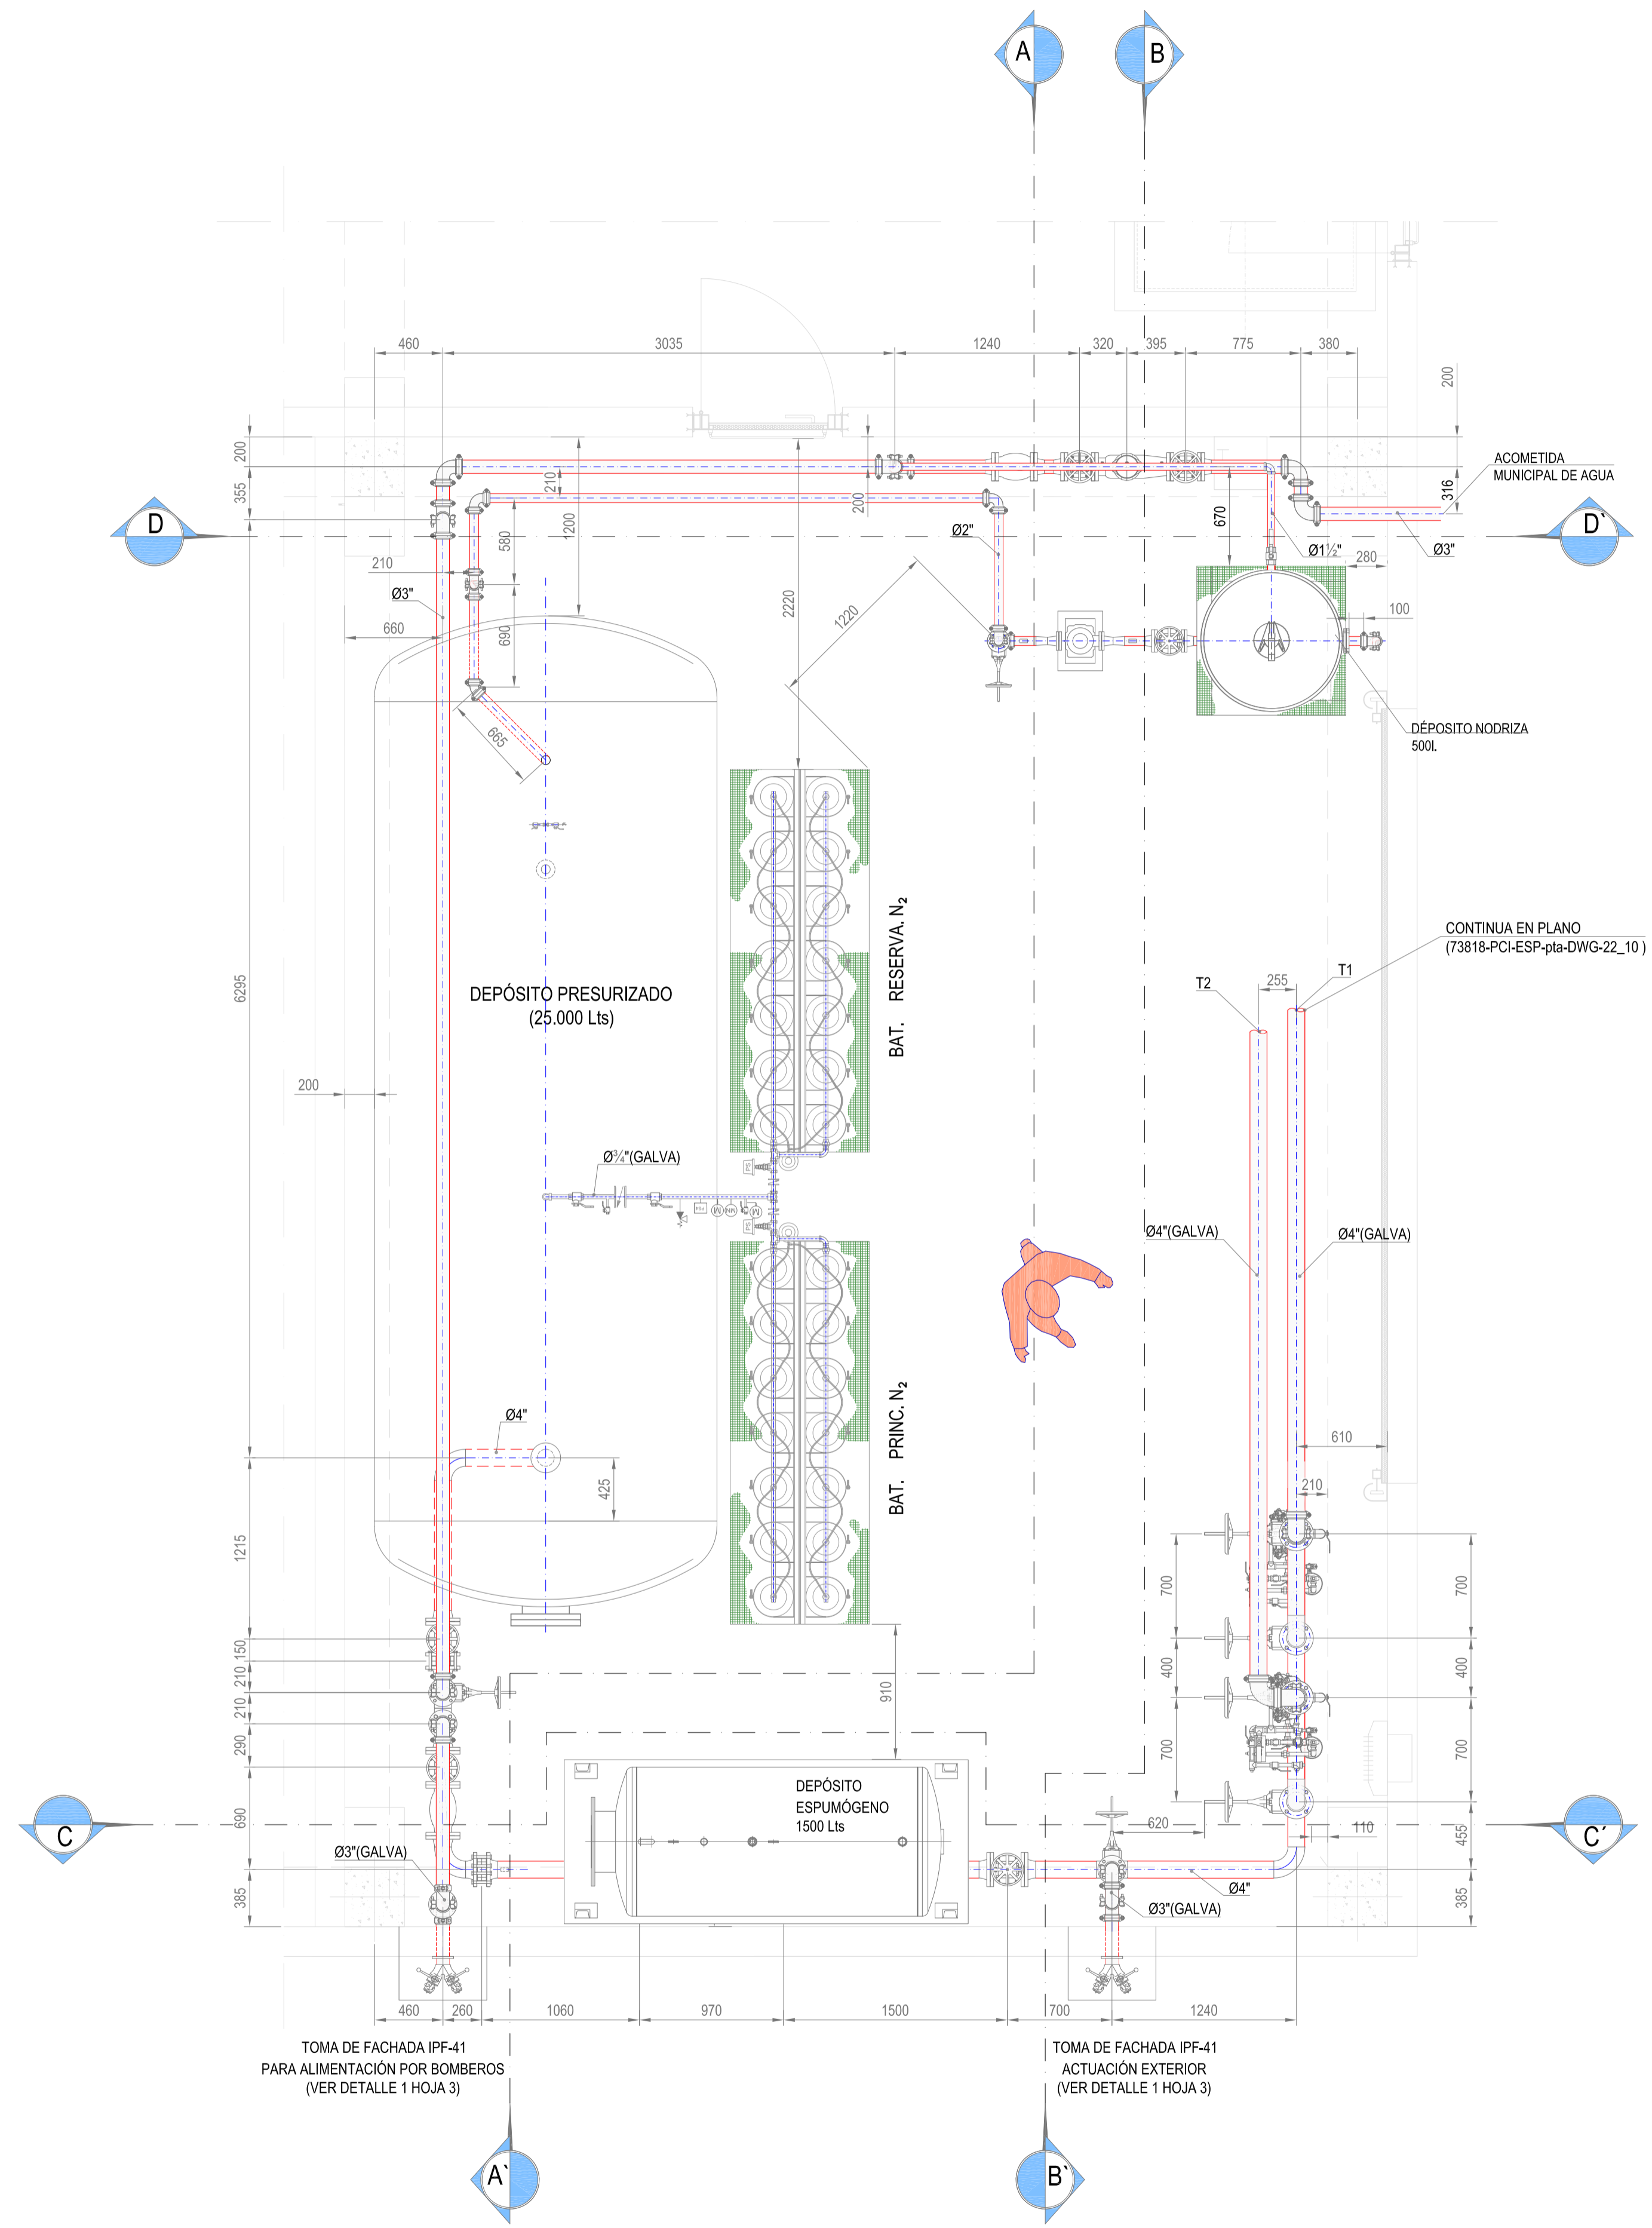 A
B
460
3035
1240
320
395
775
380
200
200
355
210
1200
200
670
316
ACOMETIDA
MUNICIPAL DE AGUA
D
D`
580
Ø2"
Ø1½"
Ø3"
280
210
Ø3"
2220
1220
100
660
690
665
DÉPOSITO NODRIZA
500l.
BAT. RESERVA. N₂
CONTINUA EN PLANO
(73818-PCI-ESP-pta-DWG-22_10 )
T1
T2
255
6295
DEPÓSITO PRESURIZADO
(25.000 Lts)
200
Ø¾"(GALVA)
PS
M
M
PS
Ø4"(GALVA)
Ø4"(GALVA)
BAT. PRINC. N₂
Ø4"
425
610
210
1215
700
700
150
210
210
290
690
385
400
400
910
700
700
DEPÓSITO
ESPUMÓGENO
1500 Lts
620
110
455
C
C´
Ø3"(GALVA)
Ø4"
Ø3"(GALVA)
385
460
260
1060
970
1500
700
1240
TOMA DE FACHADA IPF-41
PARA ALIMENTACIÓN POR BOMBEROS
(VER DETALLE 1 HOJA 3)
TOMA DE FACHADA IPF-41
ACTUACIÓN EXTERIOR
(VER DETALLE 1 HOJA 3)
A`
B`